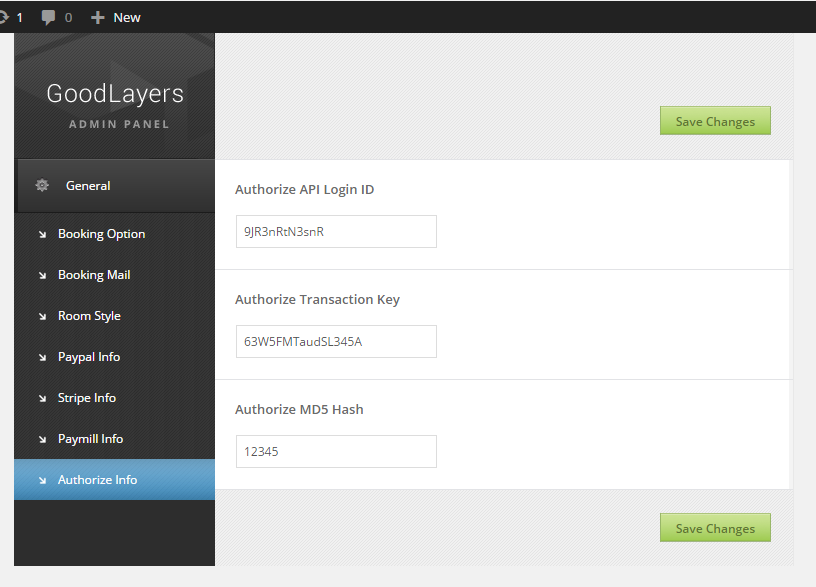 1 0 New
GoodLayers
ADMIN PANEL
Save Changes
General
Booking Option
Booking Mail
Room Style
Paypal Info
Stripe Info
Paymill Info
Authorize Info
Authorize API Login ID
9JR3nRtN3snR
Authorize Transaction Key
63W5FMTaudSL345A
Authorize MD5 Hash
12345
Save Changes